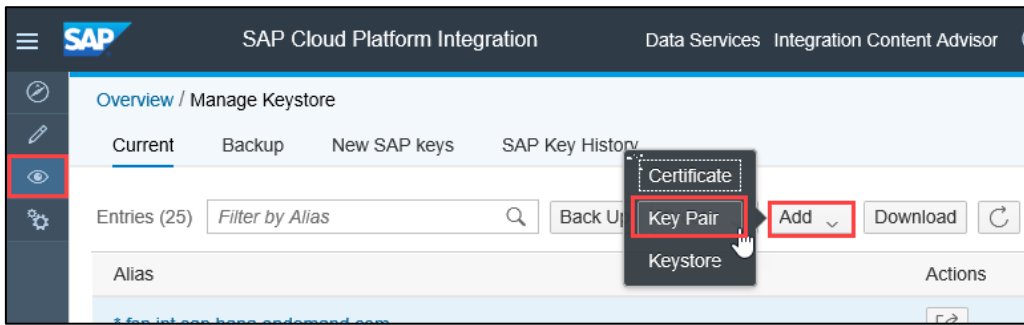 SAP SAP Cloud Platform Integration Data Services Integration Content Advisor
Overview / Manage Keystore
Current Backup New SAP keys SAP Key History
Certificate
Entries (25) Filter by Alias Back Key Pair Add Download
Keystore
Alias Actions